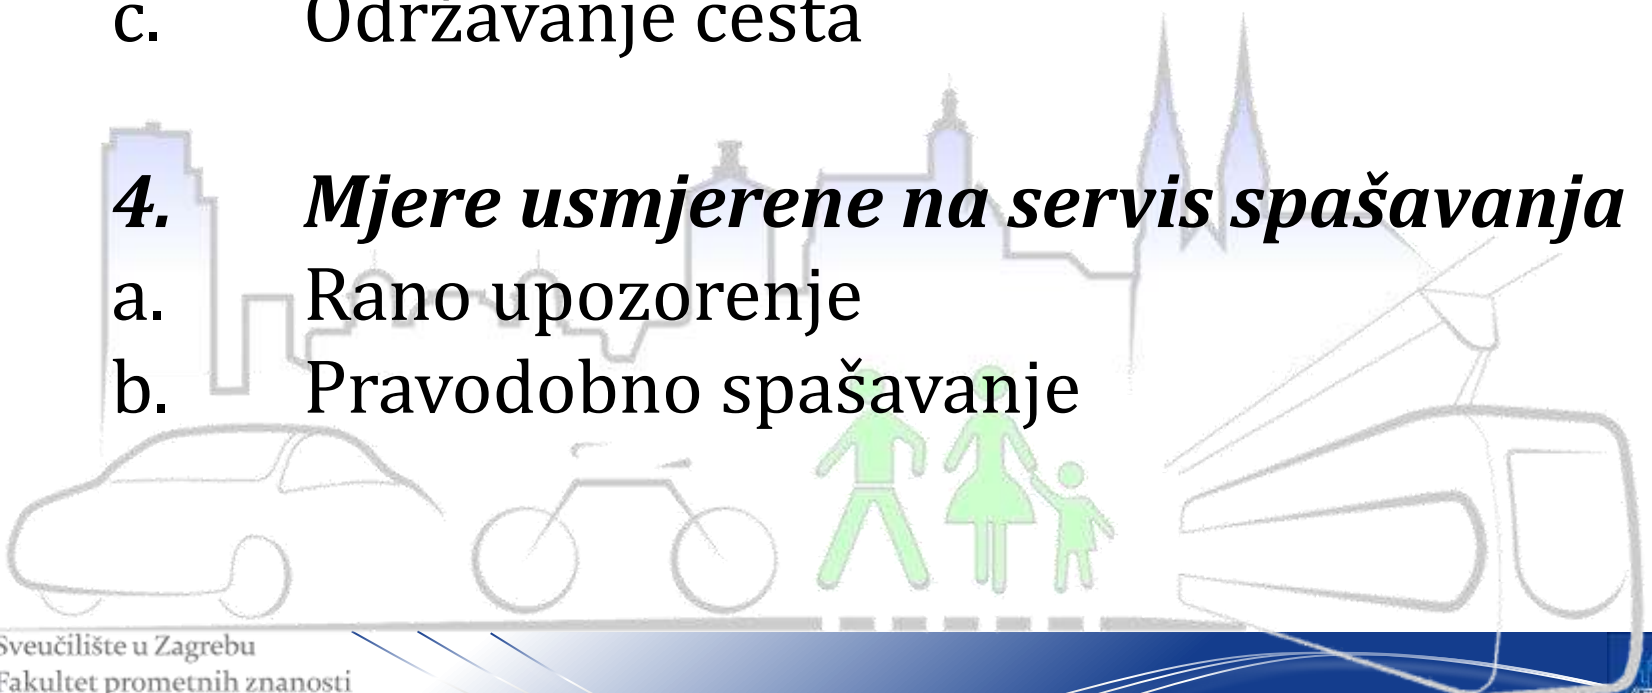 c. Održavanje cesta
4. Mjere usmjerene na servis spašavanja
a. Rano upozorenje
b. Pravodobno spašavanje
Sveučilište u Zagrebu
Fakultet prometnih znanosti